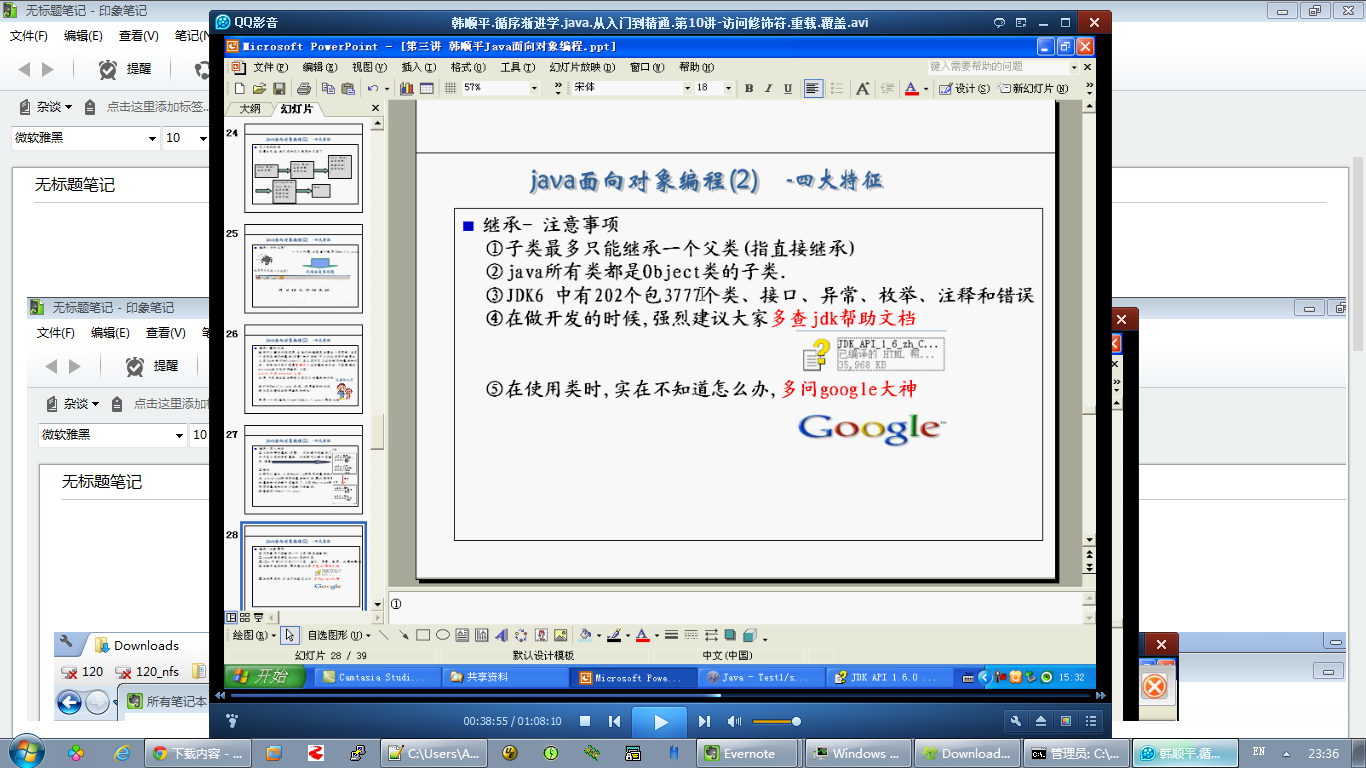 无标题笔记 - 印象笔记
文件(F) 编辑(E) 查看(V) 笔记(N
提醒
杂谈 点击这里添加标签...
微软雅黑 10
无标题笔记
无标题笔记 - 印象笔记
文件(F) 编辑(E) 查看(V) 笔
提醒
杂谈 点击这里添加标
微软雅黑 10
无标题笔记
Downloads
120 120_nfs
所有笔记本
QQ影音 韩顺平.循序渐进学.java.从入门到精通.第10讲-访问修饰符.重载.覆盖.avi
Microsoft PowerPoint - [第三讲 韩顺平Java面向对象编程.ppt]
文件(F) 编辑(E) 视图(V) 插入(I) 格式(O) 工具(T) 幻灯片放映(D) 窗口(W) 帮助(H) 键入需要帮助的问题
57% 宋体 18 B I U A A 设计(S) 新幻灯片(N)
大纲 幻灯片
24
25
26
27
28
java面向对象编程(2) -四大特征
继承- 注意事项
①子类最多只能继承一个父类(指直接继承)
②java所有类都是Object类的子类.
③JDK6 中有202个包3777个类、接口、异常、枚举、注释和错误
④在做开发的时候,强烈建议大家多查jdk帮助文档
JDK_API_1_6_zh_C...
已编译的 HTML 帮...
35,968 KB
⑤在使用类时,实在不知道怎么办,多问google大神
Google™
①
绘图(R) 自选图形(U)
幻灯片 28 / 39 默认设计模板 中文(中国)
开始 Camtasia Studi... 共享资料 Microsoft Powe... Java - Test1/s... JDK API 1.6.0 ... 15:32
00:38:55 / 01:08:10
下载内容 - ... C:\Users\A... Evernote Windows ... Download... 管理员: C:\... 韩顺平.循... EN 23:36